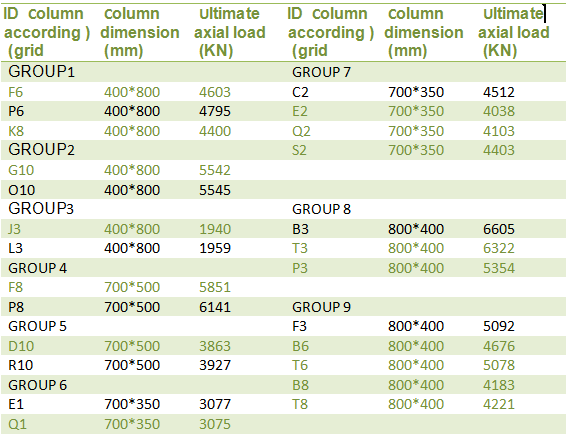 ID Column Column Ultimate ID Column Column Ultimate
according ) dimension axial load according ) dimension axial load
(grid (mm) (KN) (grid (mm) (KN)
GROUP1 GROUP 7
F6 400*800 4603 C2 700*350 4512
P6 400*800 4795 E2 700*350 4038
K8 400*800 4400 Q2 700*350 4103
GROUP2 S2 700*350 4403
G10 400*800 5542
O10 400*800 5545
GROUP3 GROUP 8
J3 400*800 1940 B3 800*400 6605
L3 400*800 1959 T3 800*400 6322
GROUP 4 P3 800*400 5354
F8 700*500 5851
P8 700*500 6141 GROUP 9
GROUP 5 F3 800*400 5092
D10 700*500 3863 B6 800*400 4676
R10 700*500 3927 T6 800*400 5078
GROUP 6 B8 800*400 4183
E1 700*350 3077 T8 800*400 4221
Q1 700*350 3075